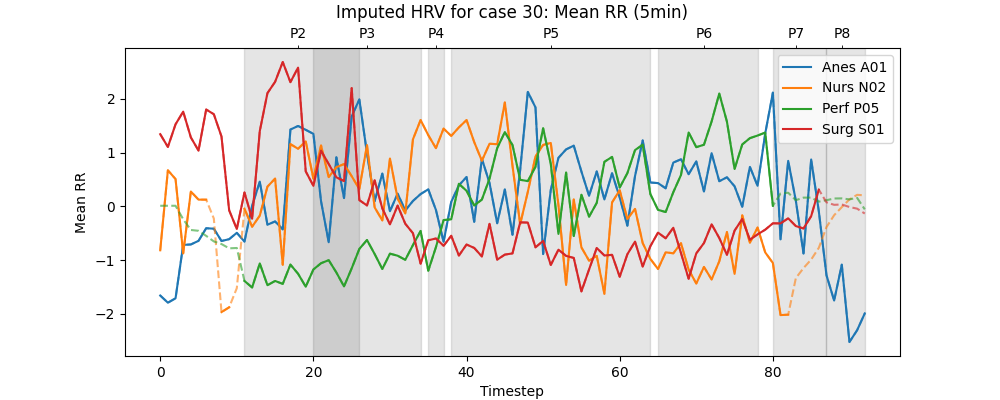 Imputed HRV for case 30: Mean RR (5min)
P2 P3 P4 P5 P6 P7 P8
Anes A01
Nurs N02
Perf P05
Surg S01
Mean RR
2
1
0
−1
−2
0 20 40 60 80
Timestep